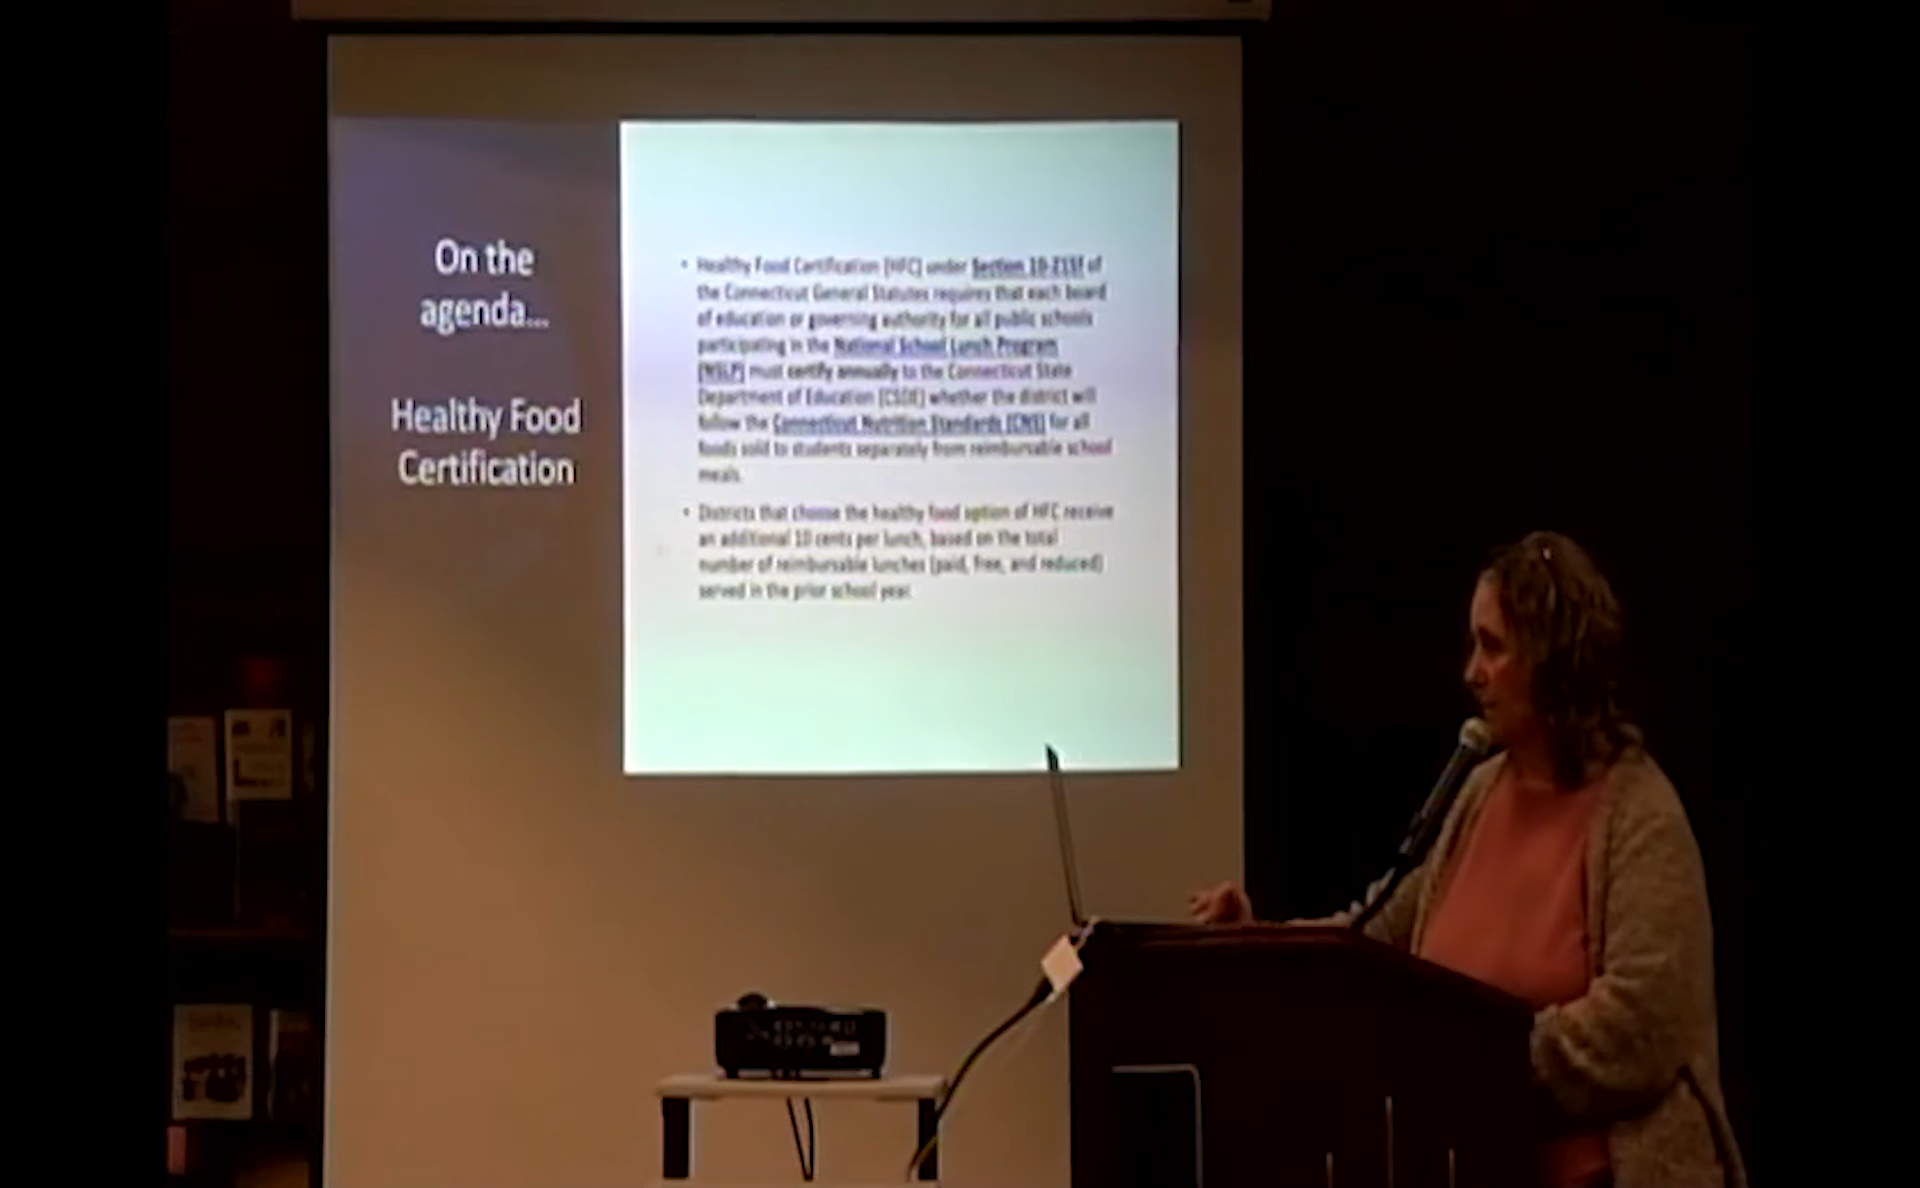 On the
agenda...
Healthy Food
Certification
• Healthy Food Certification (HFC) under Section 10-215f of
the Connecticut General Statutes requires that each board
of education or governing authority for all public schools
participating in the National School Lunch Program
(NSLP) must certify annually to the Connecticut State
Department of Education (CSDE) whether the district will
follow the Connecticut Nutrition Standards (CNS) for all
foods sold to students separately from reimbursable school
meals.
• Districts that choose the healthy food option of HFC receive
an additional 10 cents per lunch, based on the total
number of reimbursable lunches (paid, free, and reduced)
served in the prior school year.